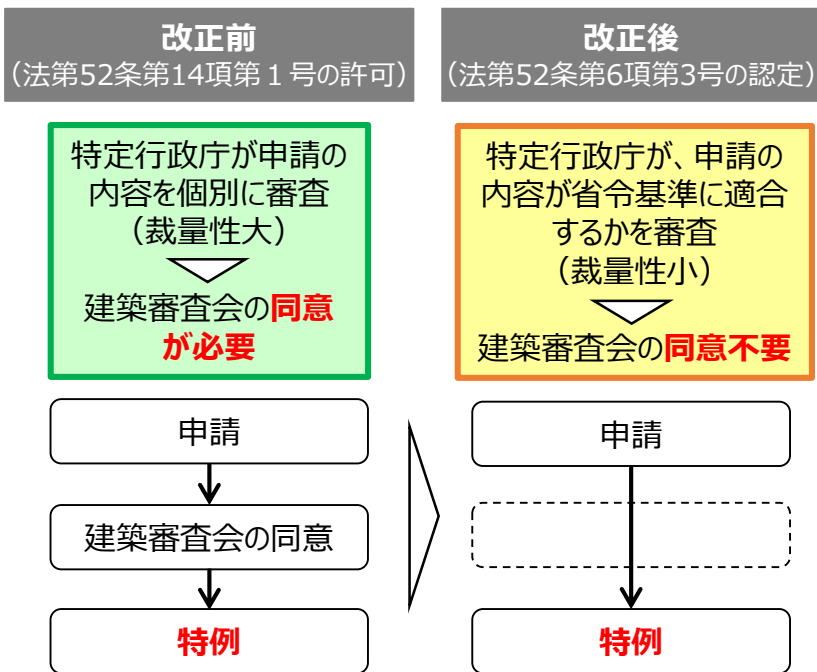 改正前
（法第52条第14項第１号の許可）
特定行政庁が申請の
内容を個別に審査
（裁量性大）
建築審査会の同意
が必要
申請
建築審査会の同意
特例
改正後
（法第52条第6項第3号の認定）
特定行政庁が、申請の
内容が省令基準に適合
するかを審査
（裁量性小）
建築審査会の同意不要
申請
特例